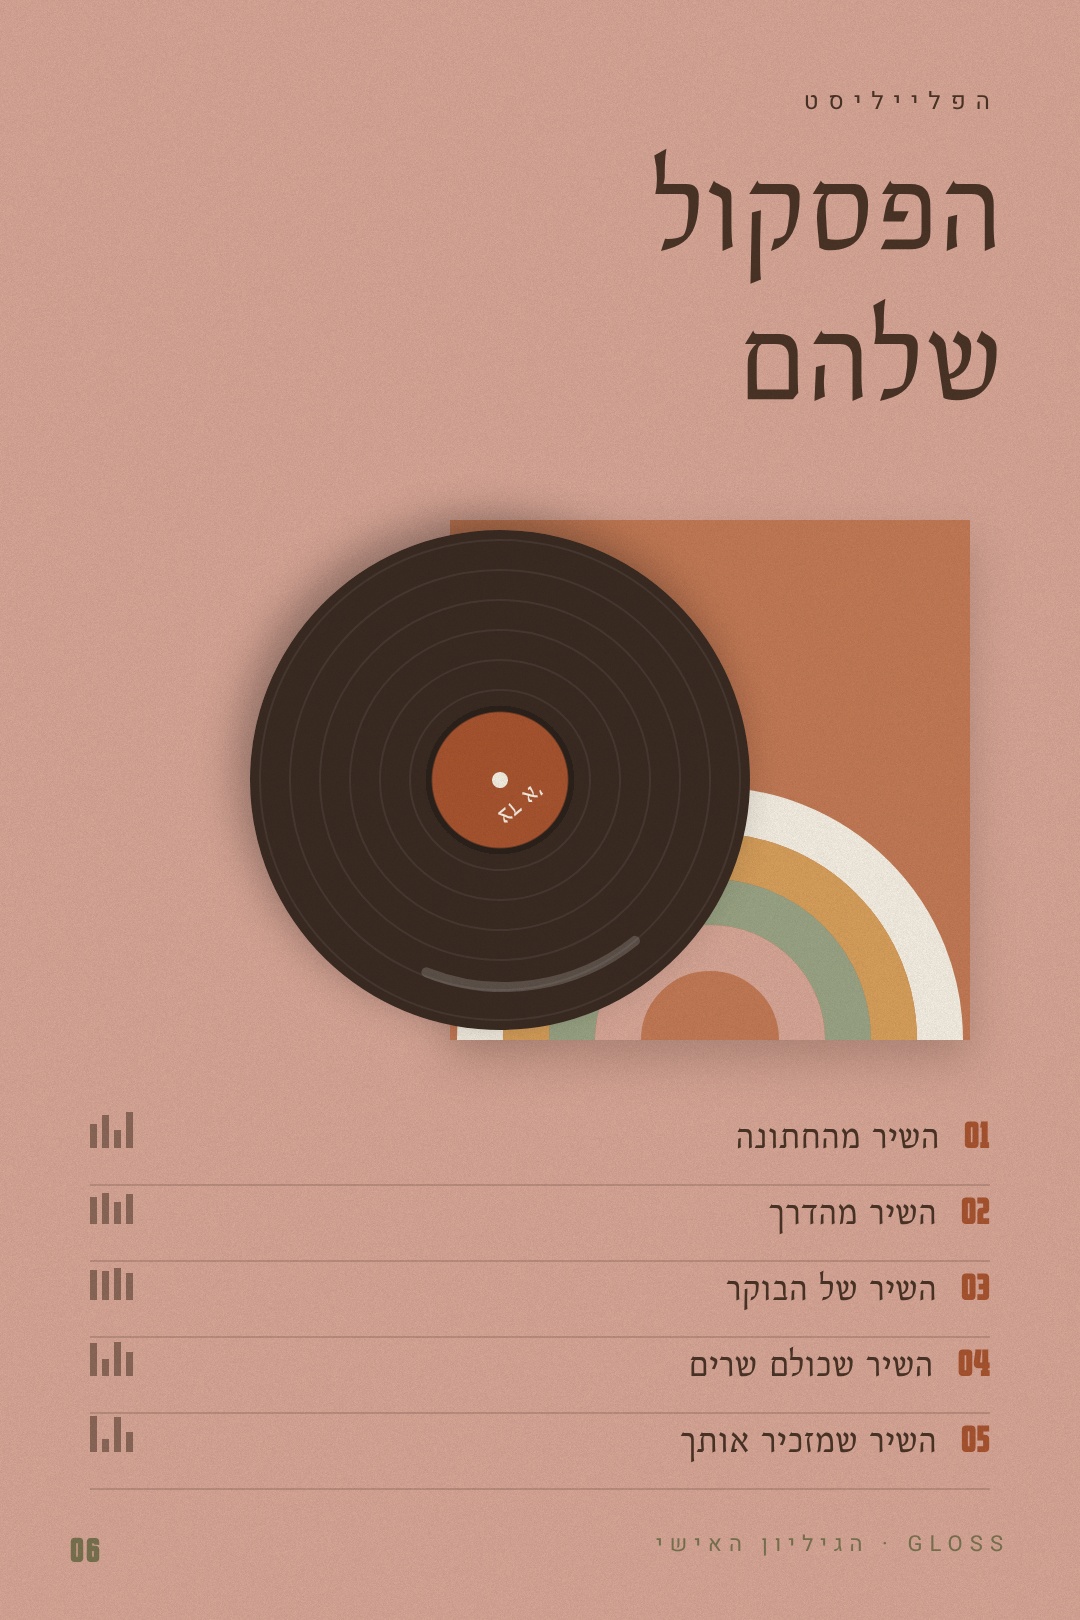 הפלייליסט
הפסקול
שלהם
צד א׳
01 השיר מהחתונה
02 השיר מהדרך
03 השיר של הבוקר
04 השיר שכולם שרים
05 השיר שמזכיר אותך
GLOSS · הגיליון האישי
06